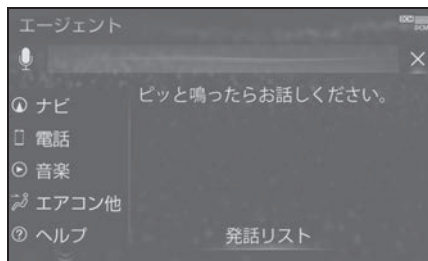 エージェント
DCM
ピッと鳴ったらお話しください。
ナビ
電話
音楽
エアコン他
ヘルプ
発話リスト